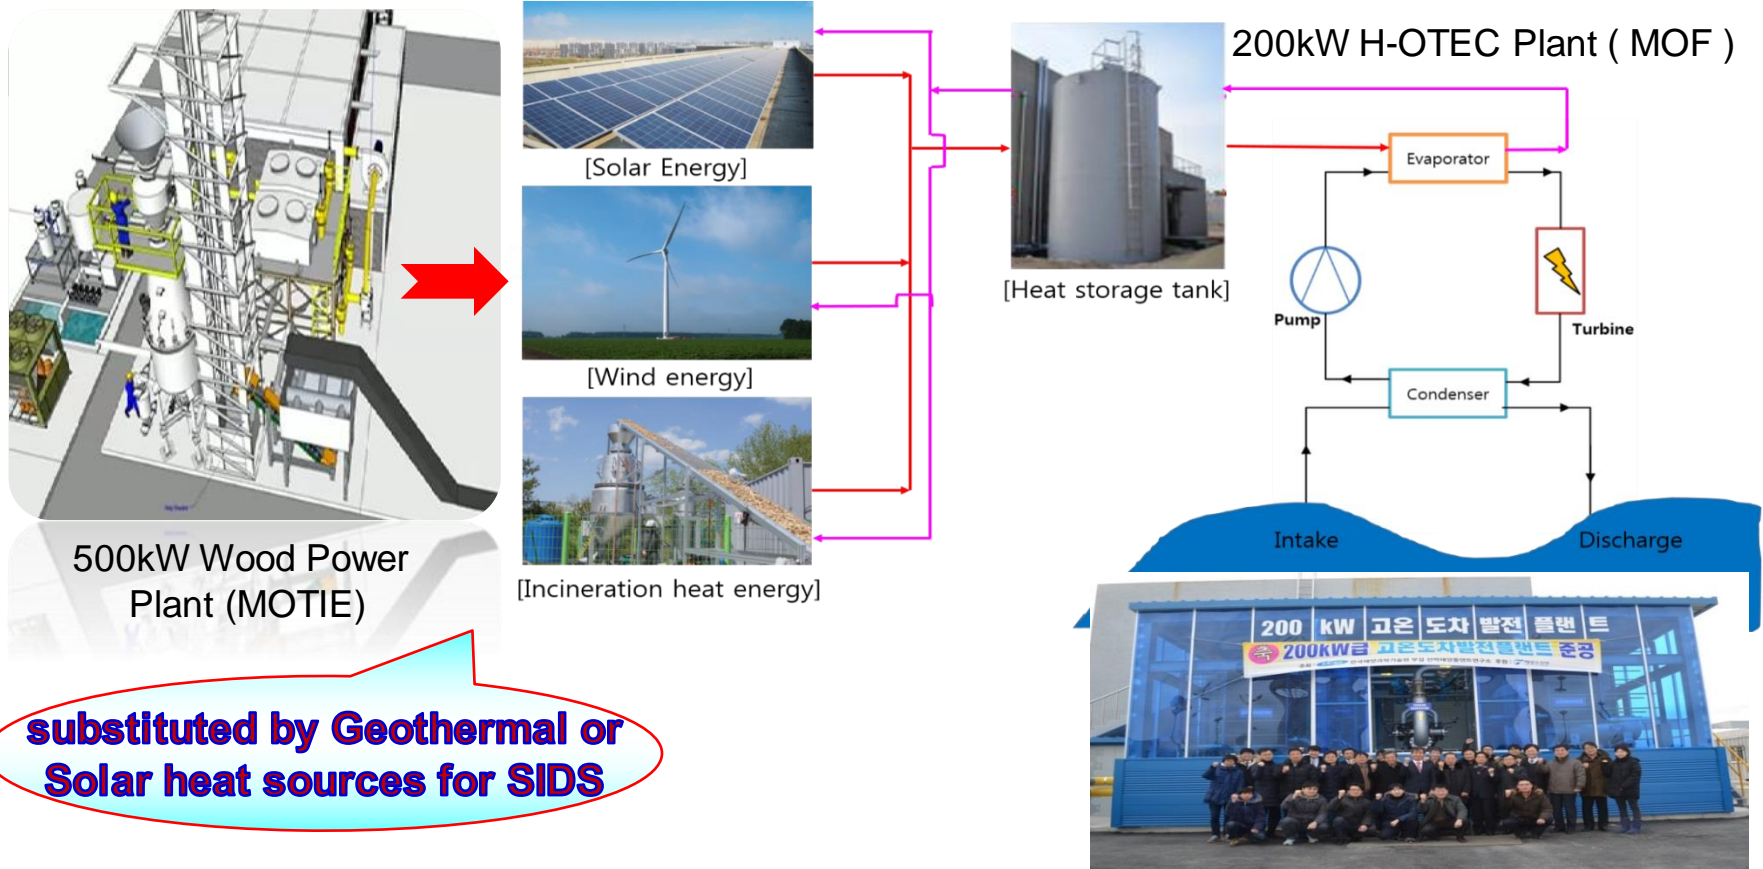 200kW H-OTEC Plant ( MOF )
[Solar Energy]
[Wind energy]
[Incineration heat energy]
[Heat storage tank]
Evaporator
Pump
Turbine
Condenser
Intake
Discharge
500kW Wood Power
Plant (MOTIE)
substituted by Geothermal or
Solar heat sources for SIDS
200 kW 고온도차발전플랜트
축 200kW급 고온도차발전플랜트 준공